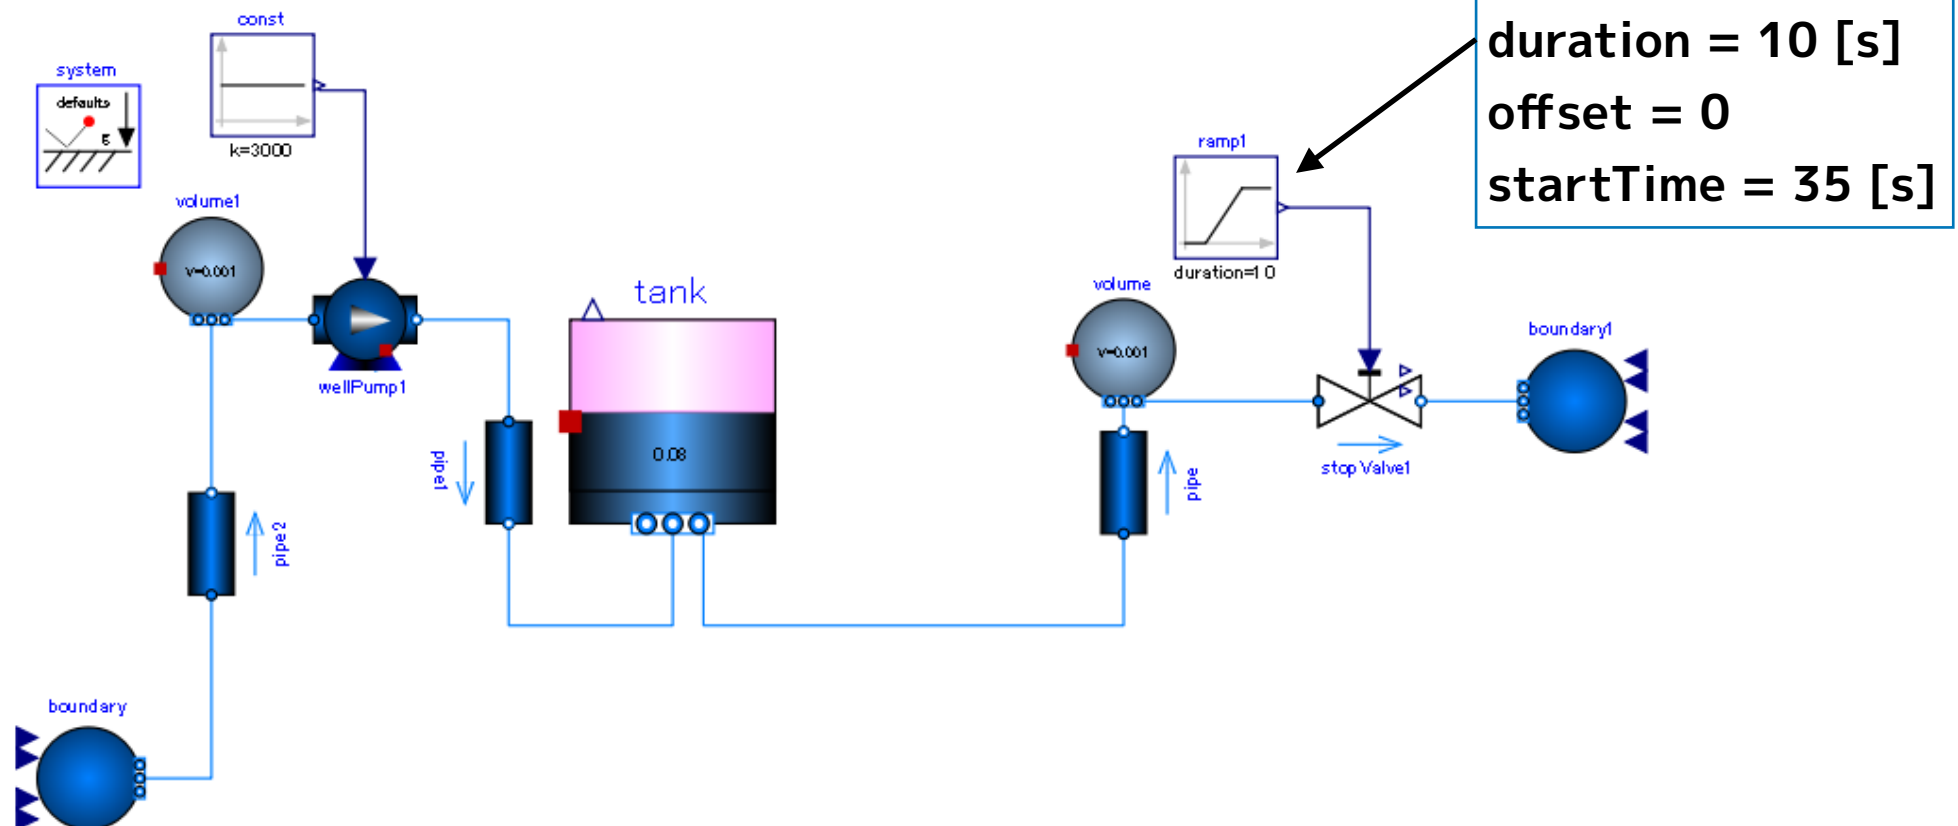 const
system
defaults
g
k=3000
volume1
V=0.001
wellPump1
tank
0.08
pipe1
pipe2
boundary
ramp1
duration=10
volume
V=0.001
pipe
stopValve1
boundary1
duration = 10 [s]
offset = 0
startTime = 35 [s]